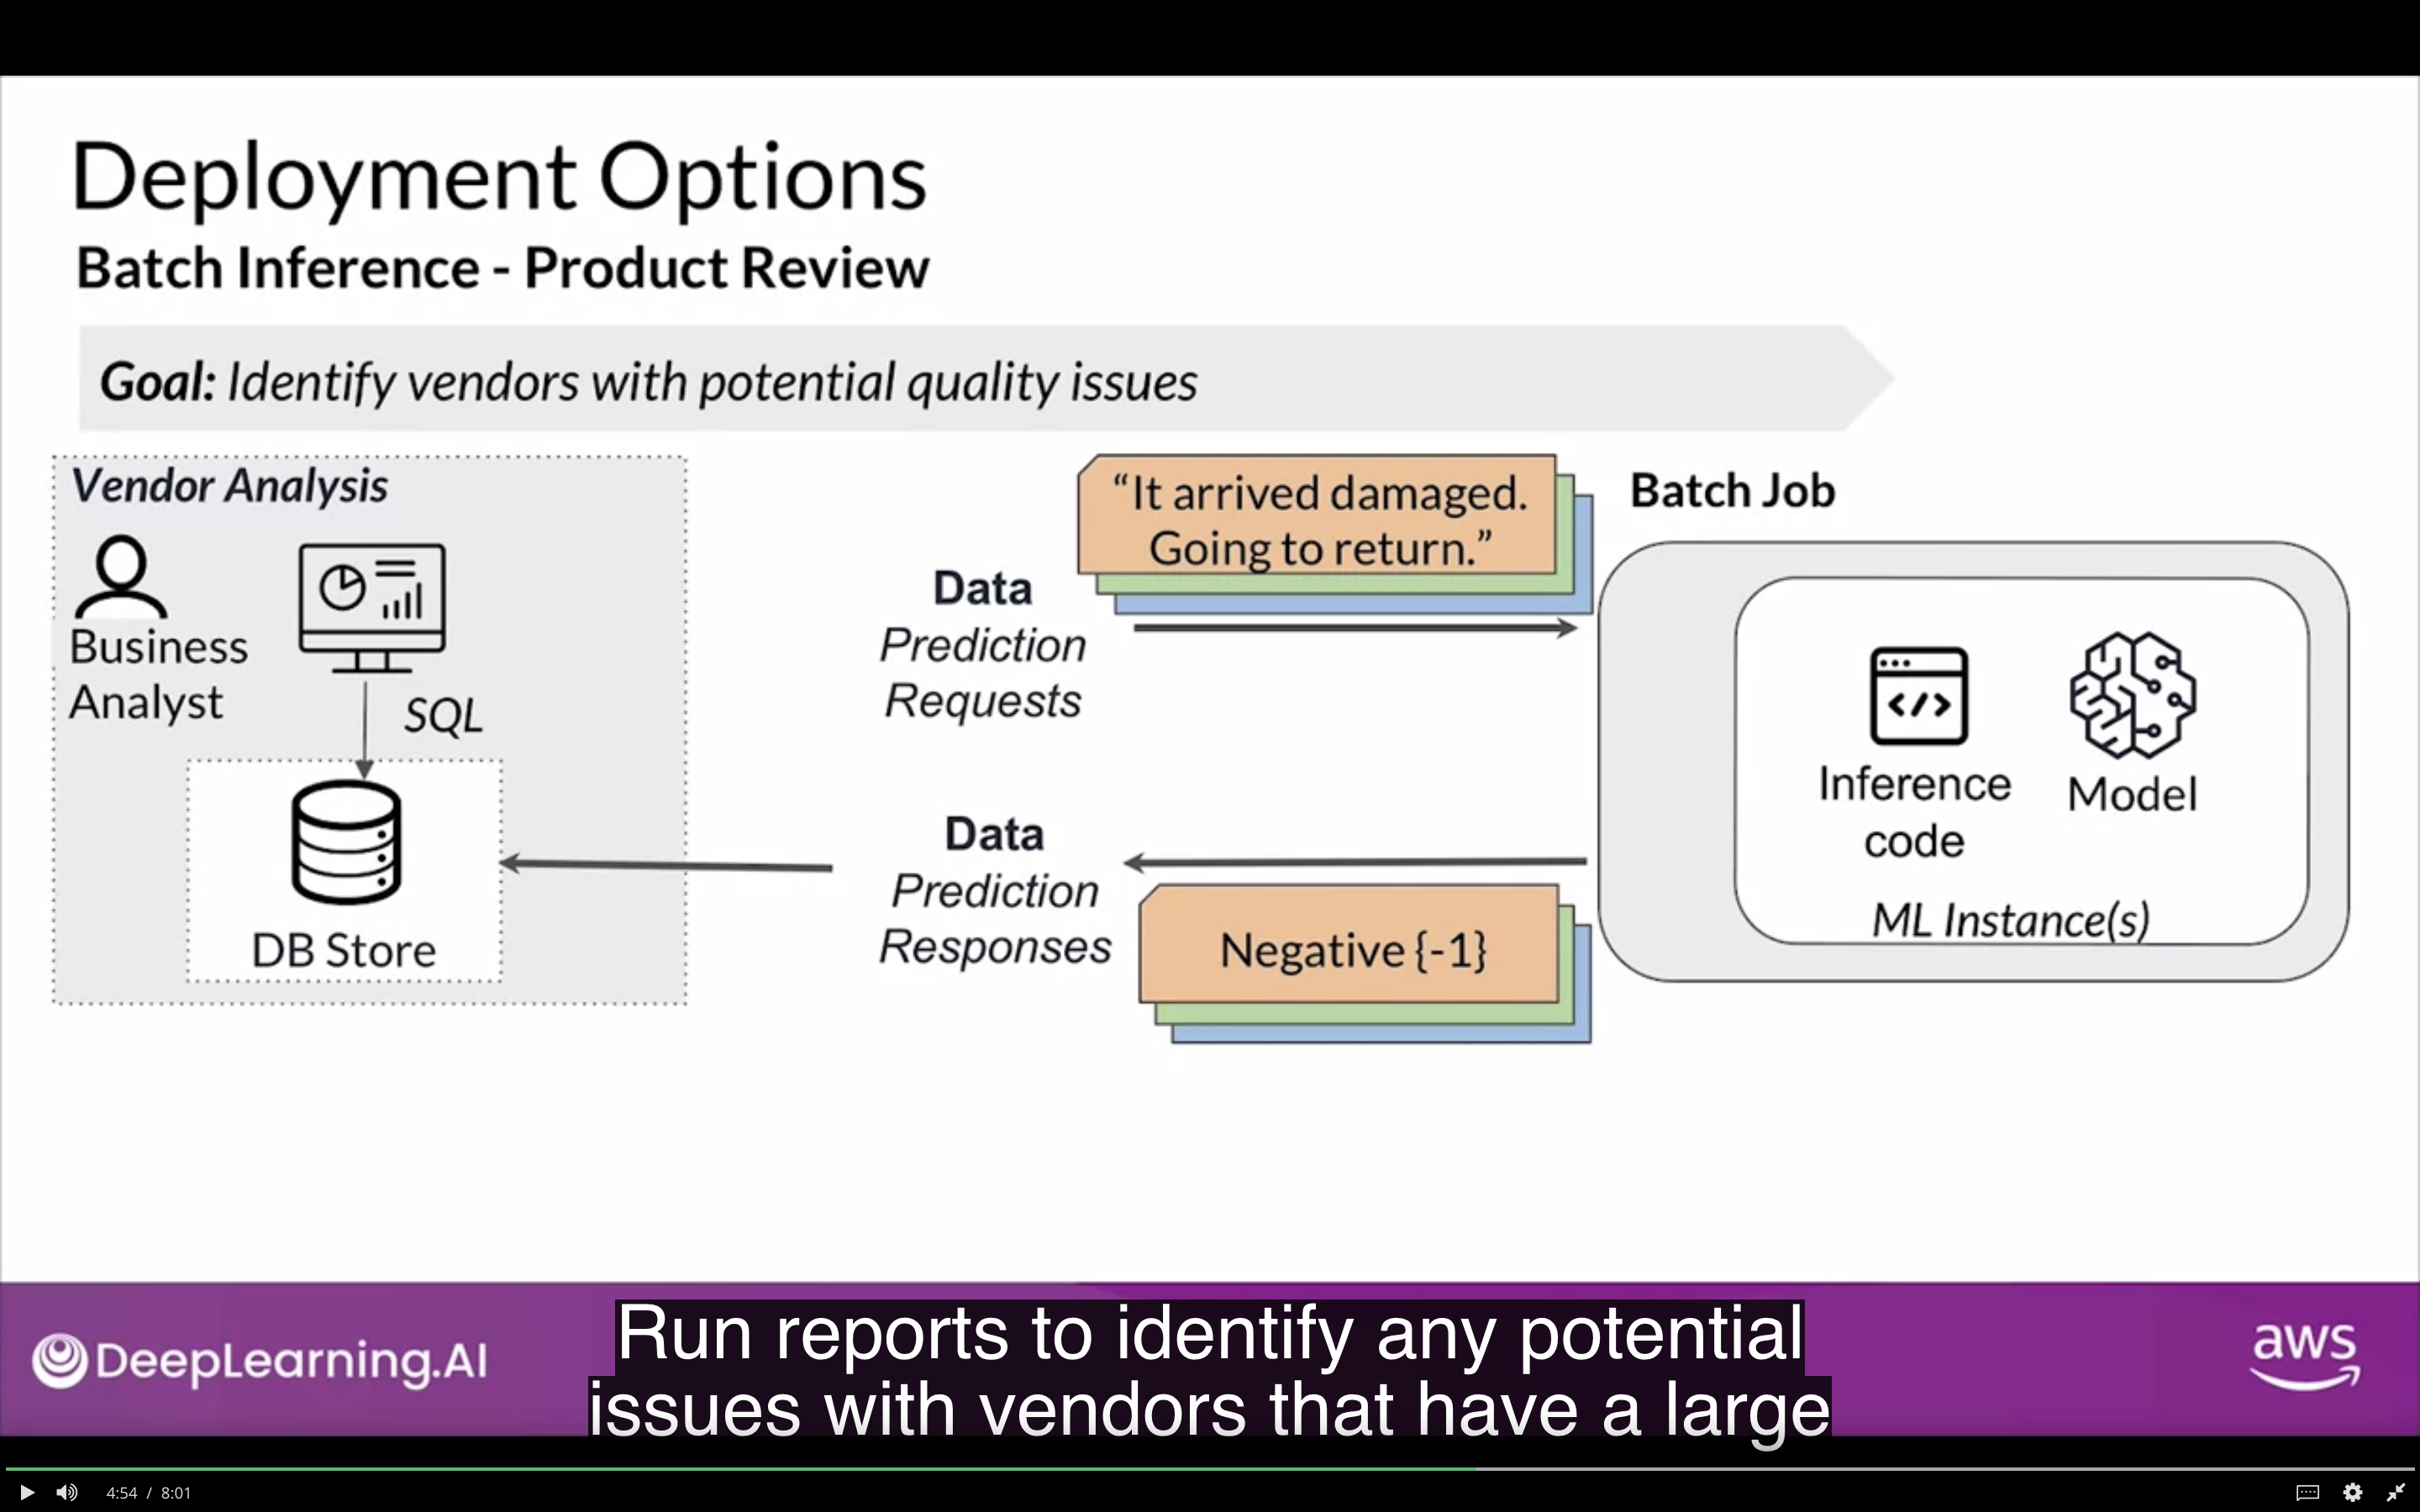 Deployment Options
Batch Inference - Product Review
Goal: Identify vendors with potential quality issues
Vendor Analysis
Business
Analyst
SQL
DB Store
Data
Prediction
Requests
“It arrived damaged.
Going to return.”
Data
Prediction
Responses
Negative {-1}
Batch Job
Inference
code
Model
ML Instance(s)
DeepLearning.AI
Run reports to identify any potential
issues with vendors that have a large
aws
4:54 / 8:01